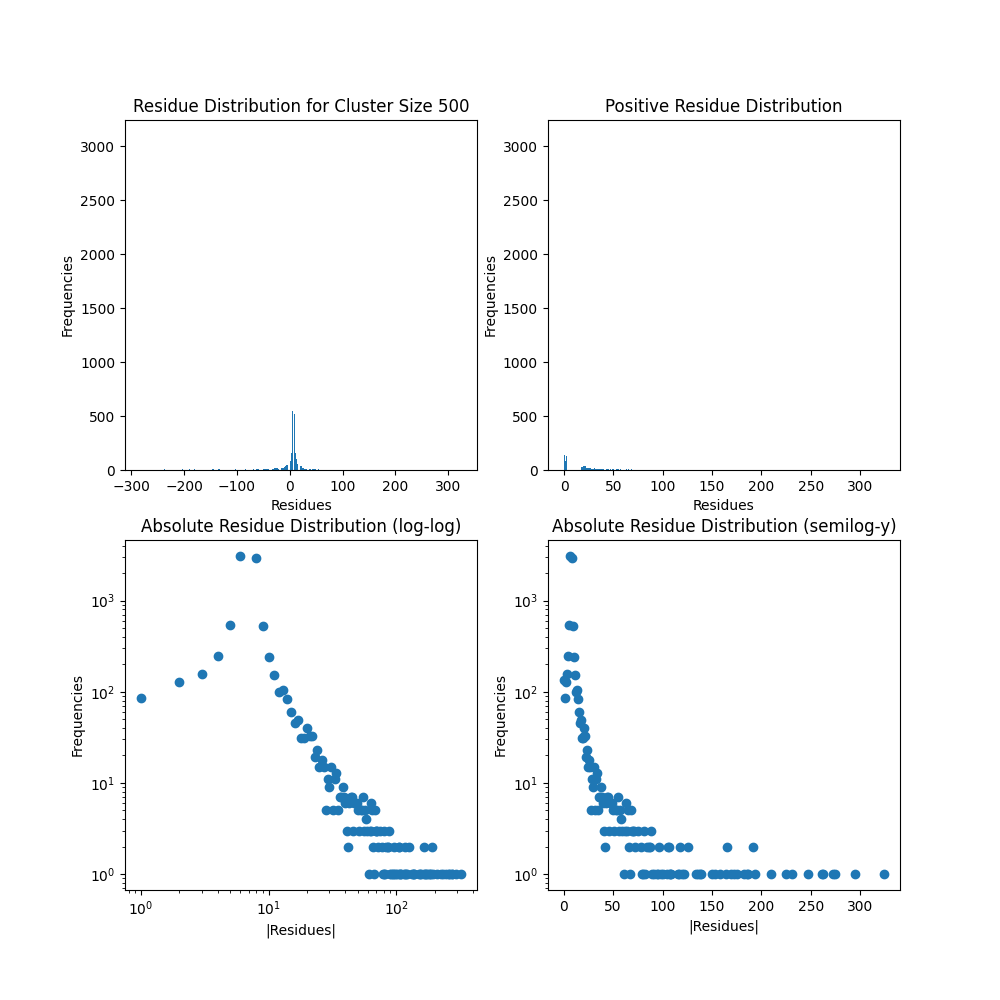 Residue Distribution for Cluster Size 500
Positive Residue Distribution
3000
2500
2000
1500
1000
500
0
Frequencies
−300 −200 −100 0 100 200 300
Residues
3000
2500
2000
1500
1000
500
0
Frequencies
0 50 100 150 200 250 300
Residues
Absolute Residue Distribution (log-log)
Absolute Residue Distribution (semilog-y)
10³
10²
10¹
10⁰
Frequencies
10⁰ 10¹ 10²
|Residues|
10³
10²
10¹
10⁰
Frequencies
0 50 100 150 200 250 300
|Residues|